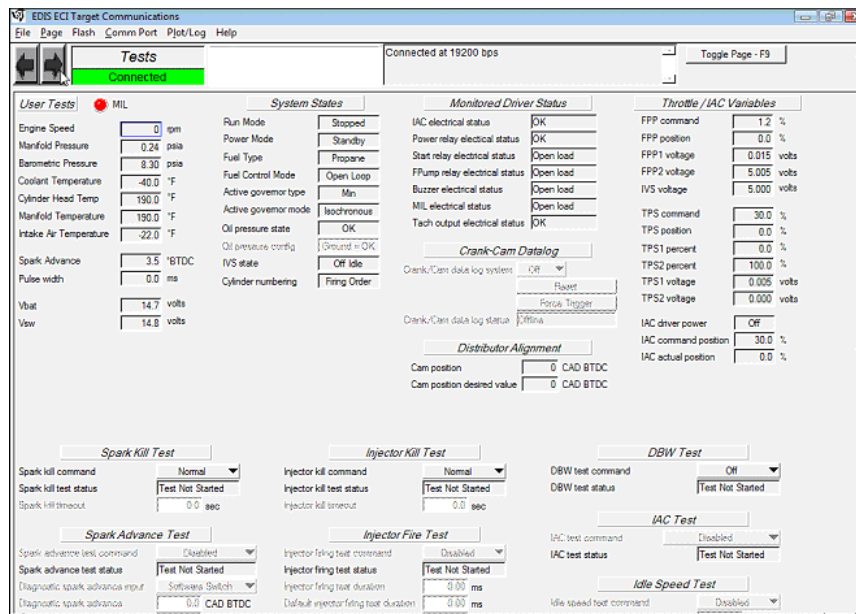 EDIS ECI Target Communications
File Page Flash Comm Port Plot/Log Help
Tests
Connected
Connected at 19200 bps
Toggle Page - F9
User Tests MIL
Engine Speed 0 rpm
Manifold Pressure 0.24 psia
Barometric Pressure 8.30 psia
Coolant Temperature -40.0 °F
Cylinder Head Temp 190.0 °F
Manifold Temperature 190.0 °F
Intake Air Temperature -22.0 °F
Spark Advance 3.5 °BTDC
Pulse width 0.0 ms
Vbat 14.7 volts
Vsw 14.8 volts
System States
Run Mode Stopped
Power Mode Standby
Fuel Type Propane
Fuel Control Mode Open Loop
Active governor type Min
Active governor mode Isochronous
Oil pressure state OK
Oil pressure config Ground = OK
IVS state Off Idle
Cylinder numbering Firing Order
Monitored Driver Status
IAC electrical status OK
Power relay electical status OK
Start relay electrical status Open load
FPump relay electrical status Open load
Buzzer electrical status Open load
MIL electrical status Open load
Tach output electrical status OK
Crank-Cam Datalog
Crank/Cam data log system Off
Reset
Force Trigger
Crank/Cam data log status Offline
Distributor Alignment
Cam position 0 CAD BTDC
Cam position desired value 0 CAD BTDC
Throttle / IAC Variables
FPP command 1.2 %
FPP position 0.0 %
FPP1 voltage 0.015 volts
FPP2 voltage 5.005 volts
IVS voltage 5.000 volts
TPS command 30.0 %
TPS position 0.0 %
TPS1 percent 0.0 %
TPS2 percent 100.0 %
TPS1 voltage 0.005 volts
TPS2 voltage 0.000 volts
IAC driver power Off
IAC command position 30.0 %
IAC actual position 0.0 %
Spark Kill Test
Spark kill command Normal
Spark kill test status Test Not Started
Spark kill timeout 0.0 sec
Injector Kill Test
Injector kill command Normal
Injector kill test status Test Not Started
Injector kill timeout 0.0 sec
DBW Test
DBW test command Off
DBW test status Test Not Started
Spark Advance Test
Spark advance test command Disabled
Spark advance test status Test Not Started
Diagnostic spark advance input Software Switch
Diagnostic spark advance 0.0 CAD BTDC
Injector Fire Test
Injector firing test command Disabled
Injector firing test status Test Not Started
Injector firing test duration 0.00 ms
Default injector firing test duration 0.00 ms
IAC Test
IAC test command Disabled
IAC test status Test Not Started
Idle Speed Test
Idle speed test command Disabled